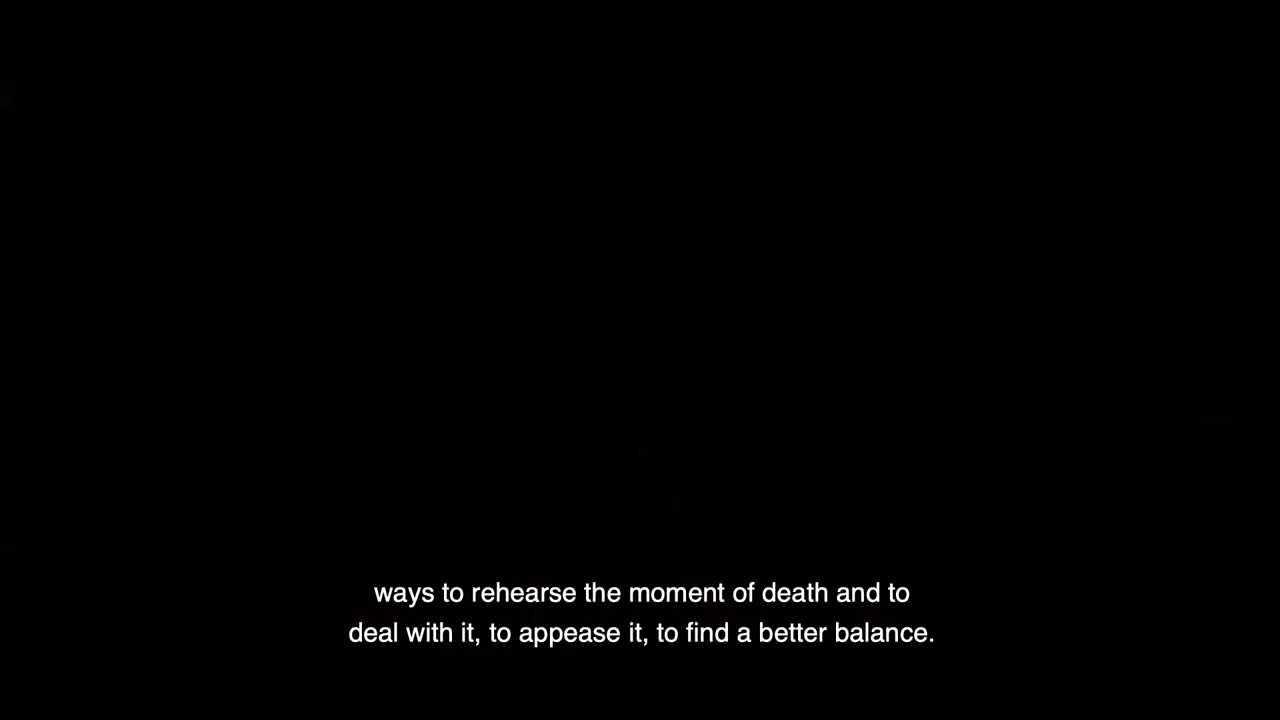 ways to rehearse the moment of death and to
deal with it, to appease it, to find a better balance.